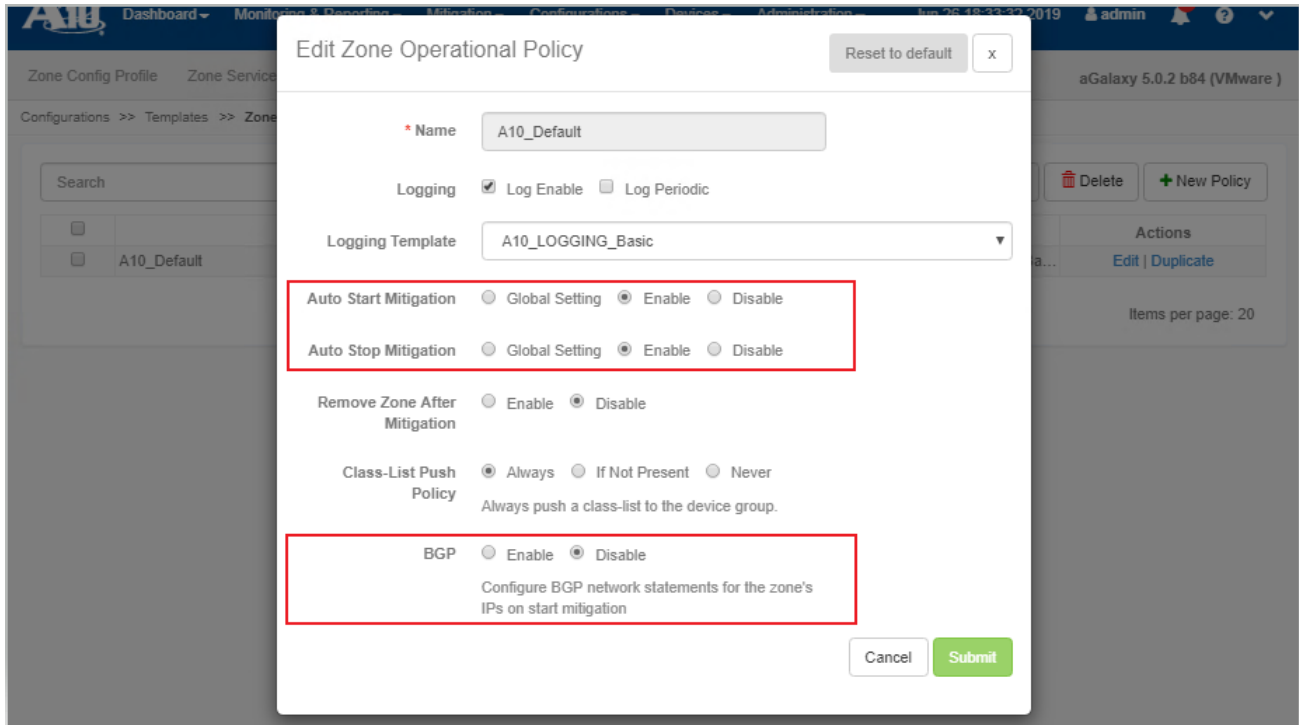 A10
Dashboard Monitoring & Reporting Mitigation Configurations Devices Administration Jun 26 18:33:32 2019 admin
Edit Zone Operational Policy Reset to default x
Zone Config Profile Zone Service aGalaxy 5.0.2 b84 (VMware )
Configurations >> Templates >> Zone
* Name A10_Default
Search Delete + New Policy
Logging Log Enable Log Periodic
Logging Template A10_LOGGING_Basic
Actions
A10_Default Edit | Duplicate
Auto Start Mitigation Global Setting Enable Disable
Items per page: 20
Auto Stop Mitigation Global Setting Enable Disable
Remove Zone After Mitigation Enable Disable
Class-List Push Policy Always If Not Present Never
Always push a class-list to the device group.
BGP Enable Disable
Configure BGP network statements for the zone's
IPs on start mitigation
Cancel Submit